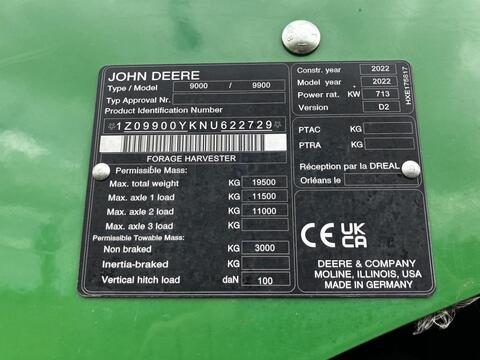 JOHN DEERE
Type / Model 9000 / 9900
Typ Approval Nr.
Product Identification Number
☆1Z09900YKNU622729☆
FORAGE HARVESTER
Permissible Mass:
Max. total weight KG 19500
Max. axle 1 load KG 11500
Max. axle 2 load KG 11000
Max. axle 3 load KG
Permissible Towable Mass:
Non braked KG 3000
Inertia-braked KG
Vertical hitch load daN 100
Constr. year 2022
Model year 2022
Power rat. KW 713
Version D2
HXE175817
PTAC KG
PTRA KG
Réception par la DREAL
Orléans le
CE UK
CA
DEERE & COMPANY
MOLINE, ILLINOIS, USA
MADE IN GERMANY